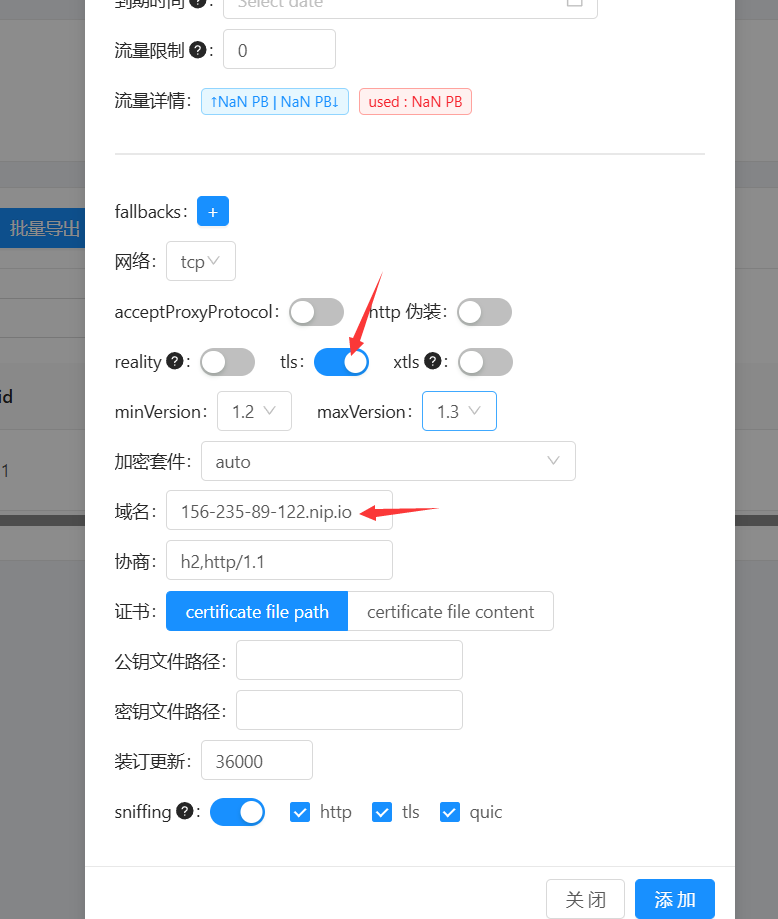 到期时间 ? : Select date
流量限制 ? : 0
流量详情: ↑NaN PB | NaN PB↓ used : NaN PB
fallbacks: +
批量导出
网络: tcp
acceptProxyProtocol: http 伪装:
reality ? : tls: xtls ? :
id
minVersion: 1.2 maxVersion: 1.3
加密套件: auto
1
域名: 156-235-89-122.nip.io
协商: h2,http/1.1
证书: certificate file path certificate file content
公钥文件路径:
密钥文件路径:
装订更新: 36000
sniffing ? : http tls quic
关 闭 添 加